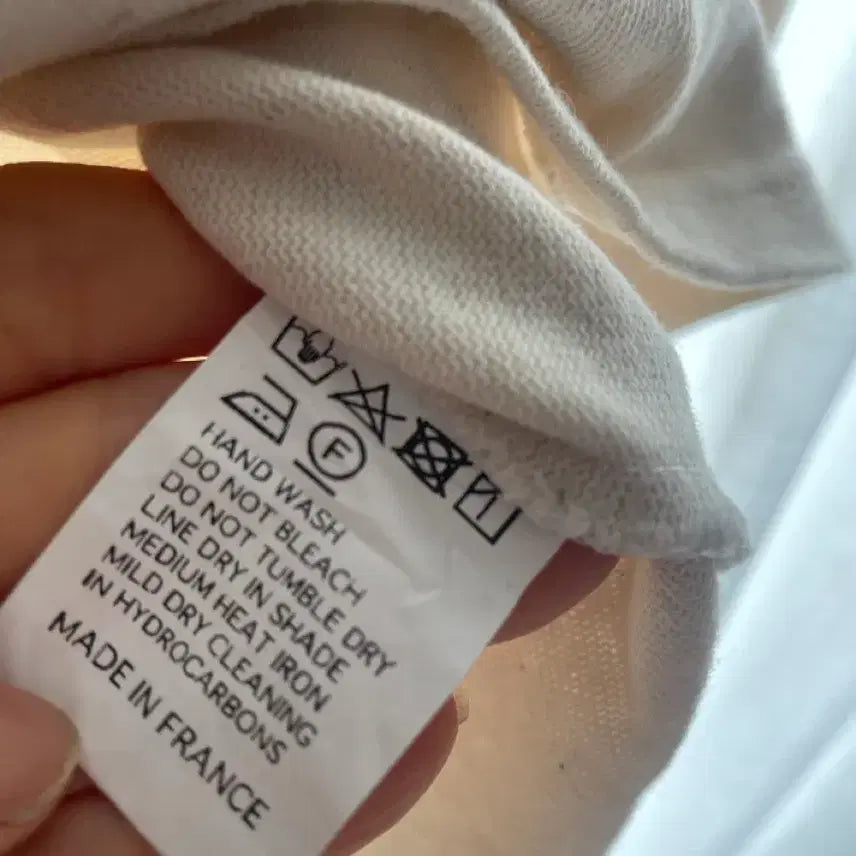 F
HAND WASH
DO NOT BLEACH
DO NOT TUMBLE DRY
LINE DRY IN SHADE
MEDIUM HEAT IRON
MILD DRY CLEANING
IN HYDROCARBONS
MADE IN FRANCE